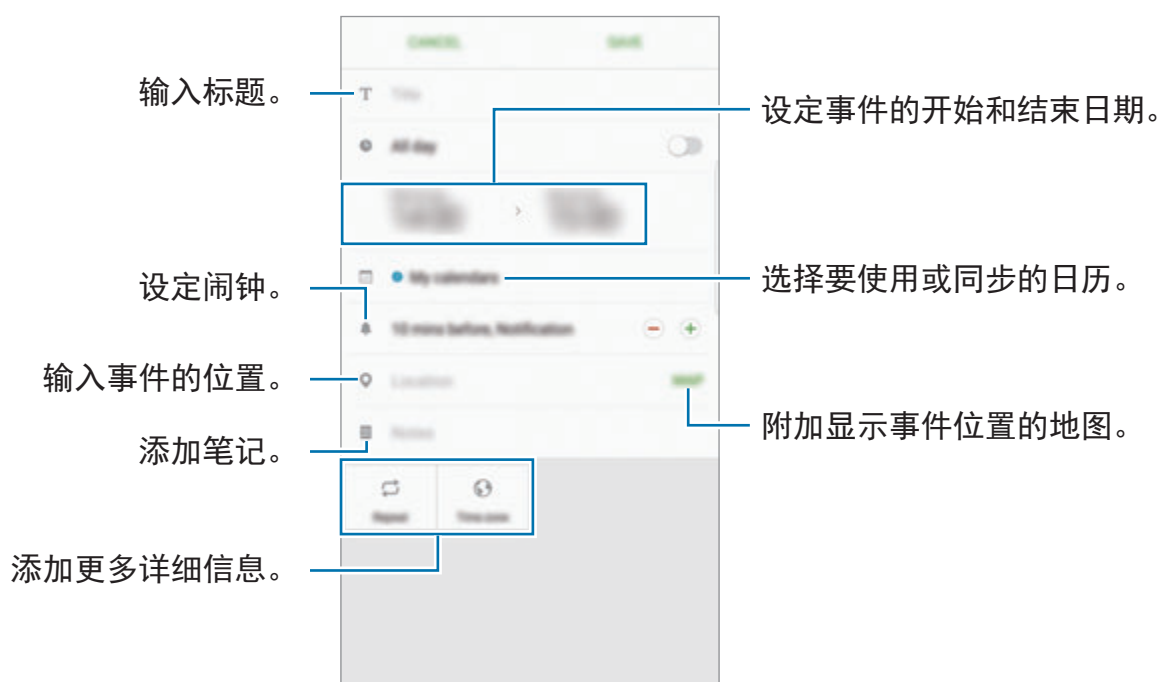 CANCEL
SAVE
输入标题。
T
Title
设定事件的开始和结束日期。
All day
设定闹钟。
My calendars
选择要使用或同步的日历。
10 mins before, Notification
输入事件的位置。
Location
MAP
附加显示事件位置的地图。
添加笔记。
Notes
Repeat
Time zone
添加更多详细信息。